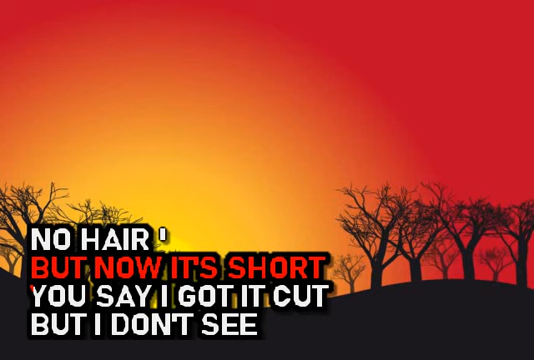 NO HAIR '
BUT NOW IT'S SHORT
YOU SAY I GOT IT CUT
BUT I DON'T SEE